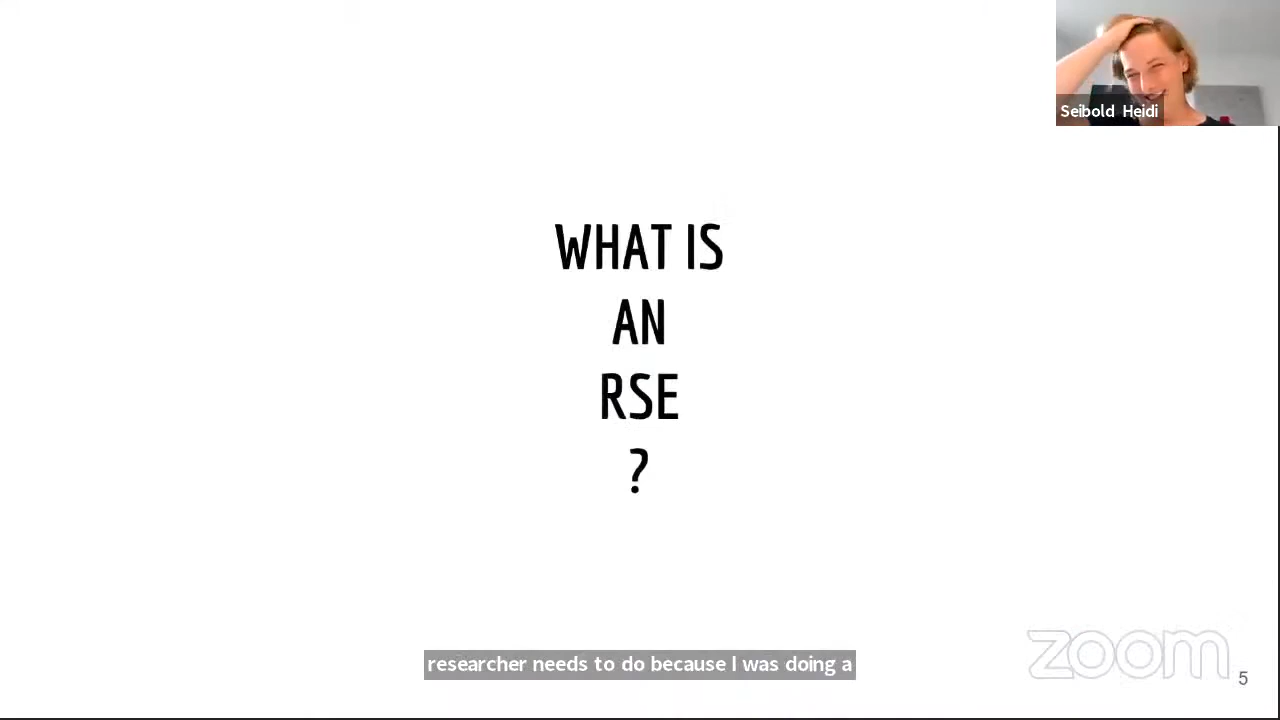 Seibold Heidi
WHAT IS
AN
RSE
?
researcher needs to do because I was doing a
zoom
5